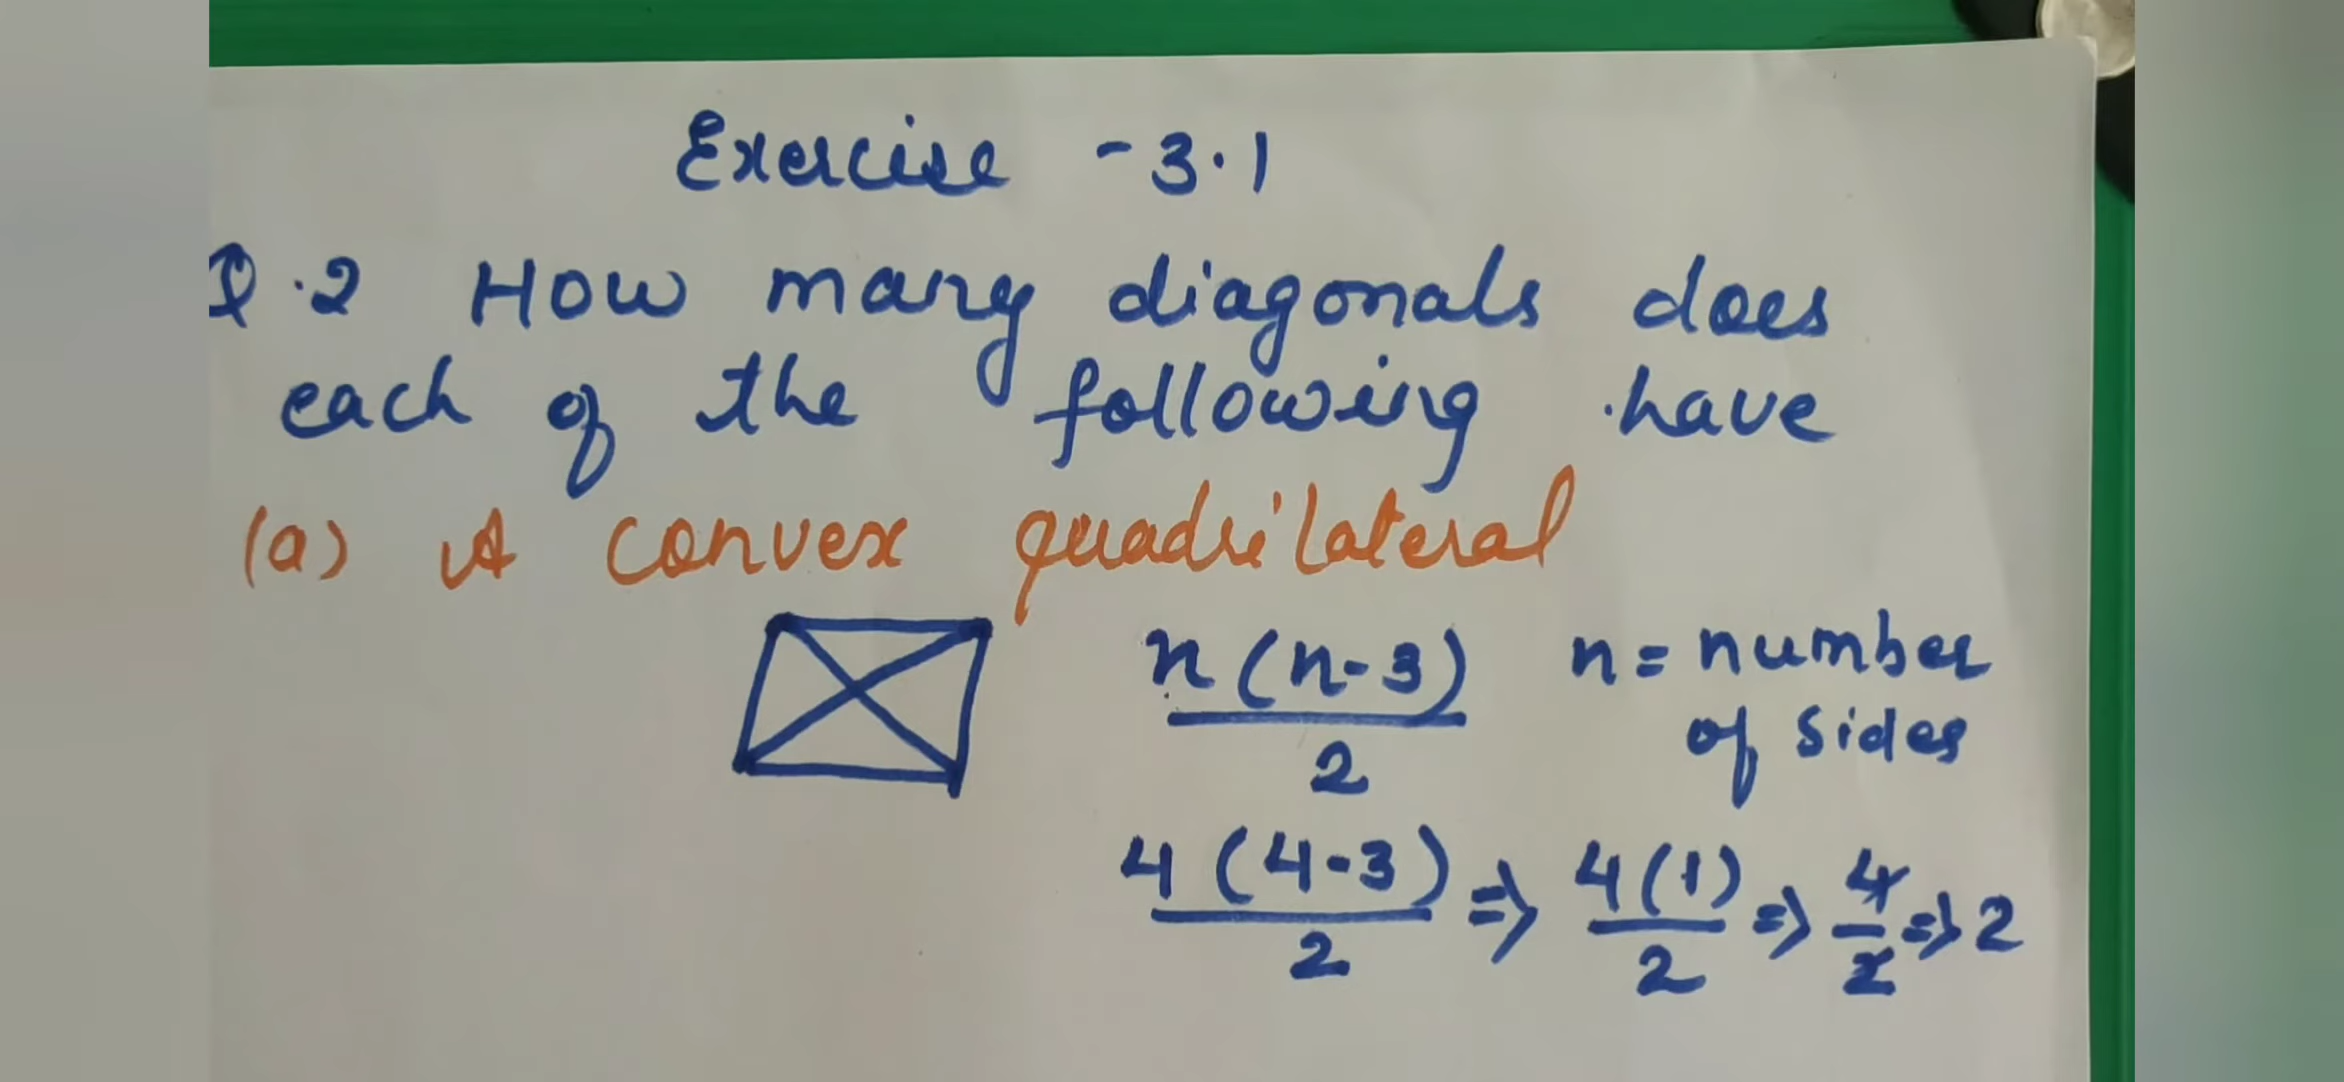 Exercise - 3.1
Q.2 How many diagonals does
each of the following have
(a) A convex quadrilateral
n(n-3)/2 n = number
of sides
4(4-3)/2 => 4(1)/2 => 4/2 => 2